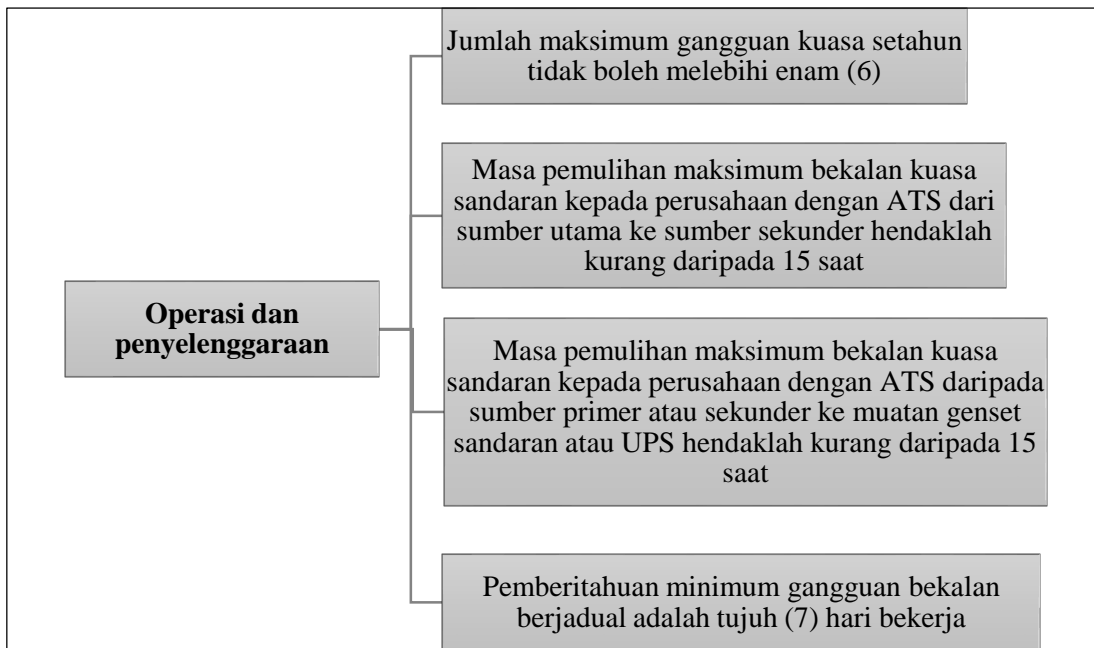 Jumlah maksimum gangguan kuasa setahun
tidak boleh melebihi enam (6)
Masa pemulihan maksimum bekalan kuasa
sandaran kepada perusahaan dengan ATS dari
sumber utama ke sumber sekunder hendaklah
kurang daripada 15 saat
Operasi dan
penyelenggaraan
Masa pemulihan maksimum bekalan kuasa
sandaran kepada perusahaan dengan ATS daripada
sumber primer atau sekunder ke muatan genset
sandaran atau UPS hendaklah kurang daripada 15
saat
Pemberitahuan minimum gangguan bekalan
berjadual adalah tujuh (7) hari bekerja